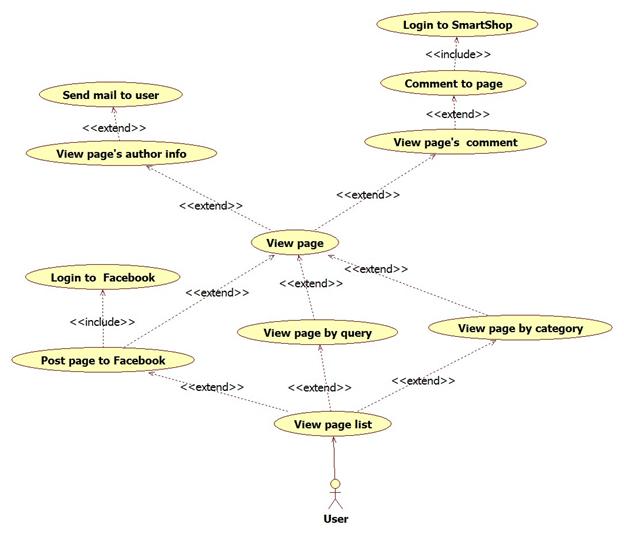 Login to SmartShop
<<include>>
Send mail to user
Comment to page
<<extend>>
<<extend>>
View page's author info
View page's  comment
<<extend>>
<<extend>>
View page
Login to  Facebook
<<extend>>
<<extend>>
<<extend>>
<<include>>
View page by query
View page by category
Post page to Facebook
<<extend>>
<<extend>>
<<extend>>
View page list
User